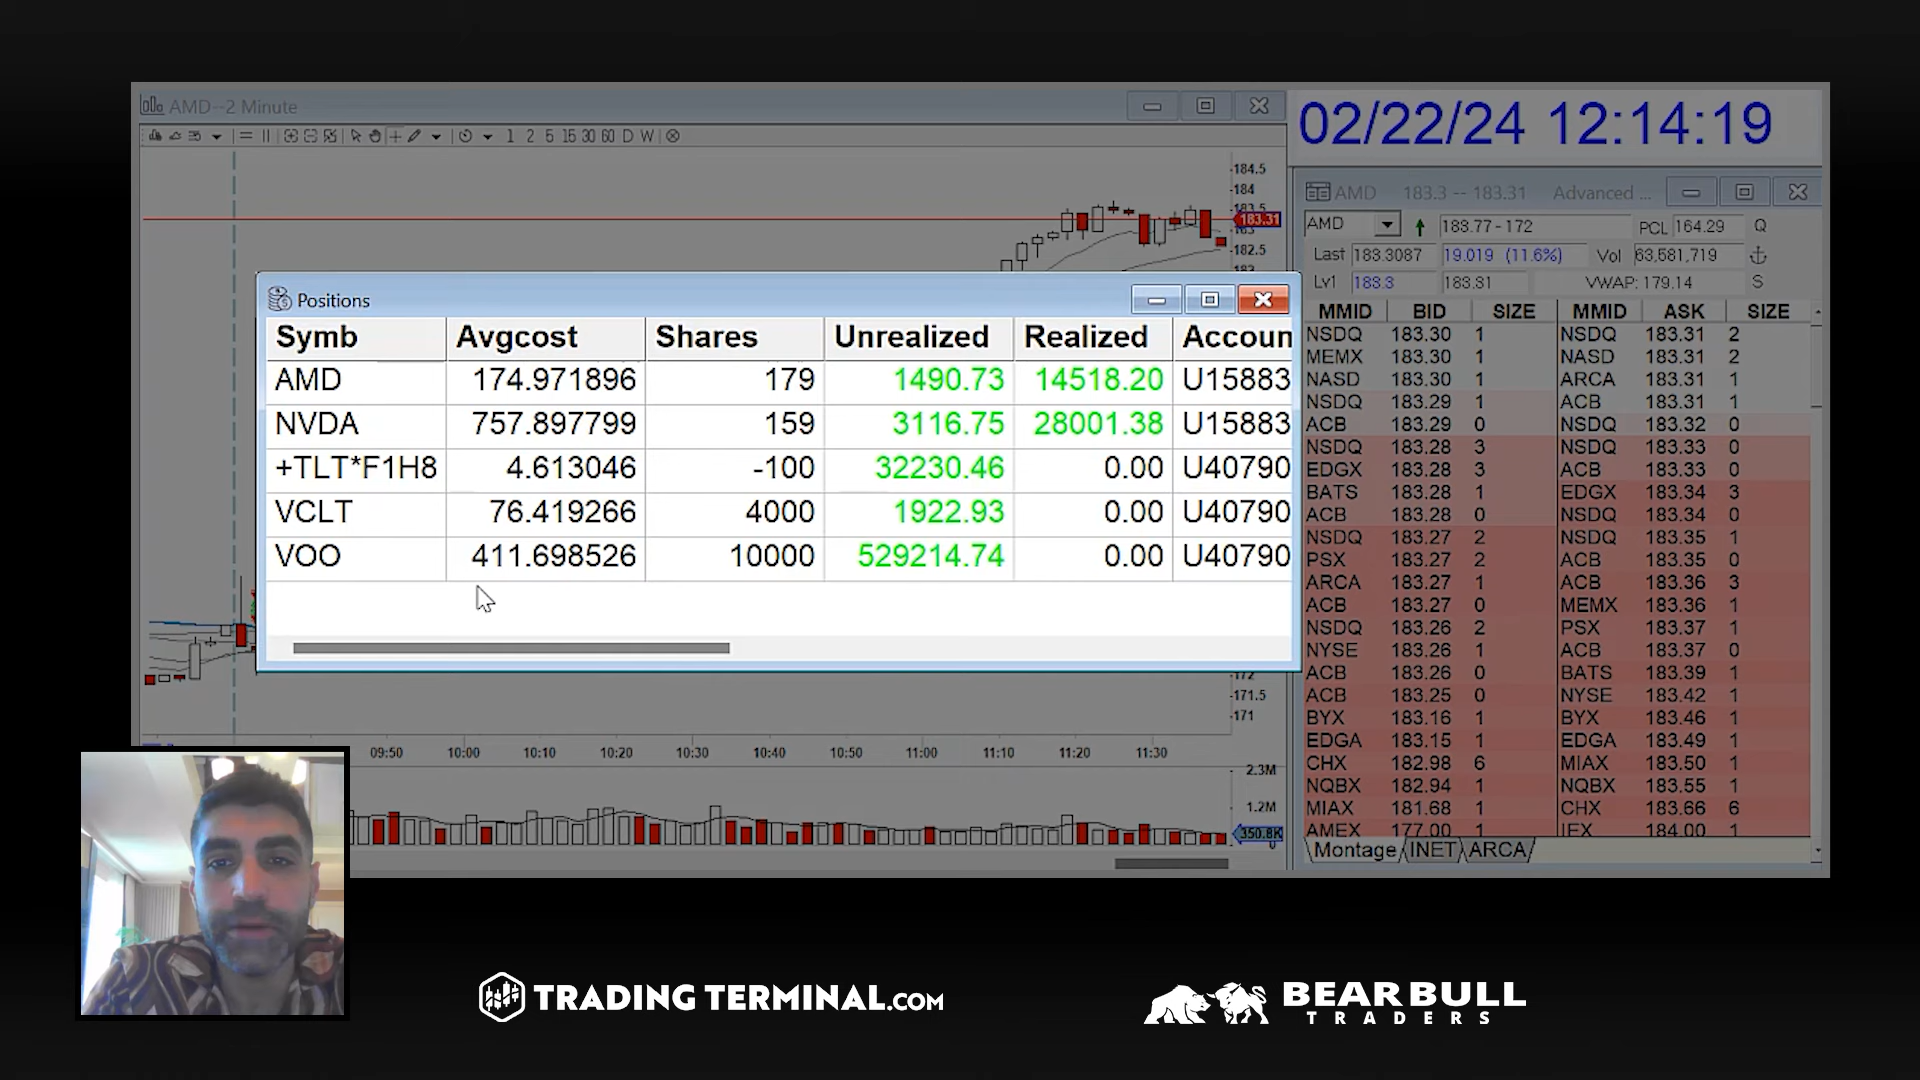 AMD--2 Minute
1 2 5 15 30 60 D W
184.5
184
183.5
183.31
183
182.5
183
172
171.5
171
09:50 10:00 10:10 10:20 10:30 10:40 10:50 11:00 11:10 11:20 11:30
2.3M
1.2M
350.8K
0
Positions
Symb Avgcost Shares Unrealized Realized Accoun
AMD 174.971896 179 1490.73 14518.20 U15883
NVDA 757.897799 159 3116.75 28001.38 U15883
+TLT*F1H8 4.613046 -100 32230.46 0.00 U40790
VCLT 76.419266 4000 1922.93 0.00 U40790
VOO 411.698526 10000 529214.74 0.00 U40790
02/22/24 12:14:19
AMD 183.3 -- 183.31 Advanced ...
AMD 183.77 - 172 PCL 164.29 Q
Last 183.3087 19.019 (11.6%) Vol 63,581,719
Lv1 183.3 183.31 VWAP: 179.14 S
MMID BID SIZE MMID ASK SIZE
NSDQ 183.30 1 NSDQ 183.31 2
MEMX 183.30 1 NASD 183.31 2
NASD 183.30 1 ARCA 183.31 1
NSDQ 183.29 1 ACB 183.31 1
ACB 183.29 0 NSDQ 183.32 0
NSDQ 183.28 3 NSDQ 183.33 0
EDGX 183.28 3 ACB 183.33 0
BATS 183.28 1 EDGX 183.34 3
ACB 183.28 0 NSDQ 183.34 0
NSDQ 183.27 2 NSDQ 183.35 1
PSX 183.27 2 ACB 183.35 0
ARCA 183.27 1 ACB 183.36 3
ACB 183.27 0 MEMX 183.36 1
NSDQ 183.26 2 PSX 183.37 1
NYSE 183.26 1 ACB 183.37 0
ACB 183.26 0 BATS 183.39 1
ACB 183.25 0 NYSE 183.42 1
BYX 183.16 1 BYX 183.46 1
EDGA 183.15 1 EDGA 183.49 1
CHX 182.98 6 MIAX 183.50 1
NQBX 182.94 1 NQBX 183.55 1
MIAX 181.68 1 CHX 183.66 6
AMEX 177.00 1 IEX 184.00 1
Montage INET ARCA
TRADING TERMINAL.COM
BEAR BULL
TRADERS